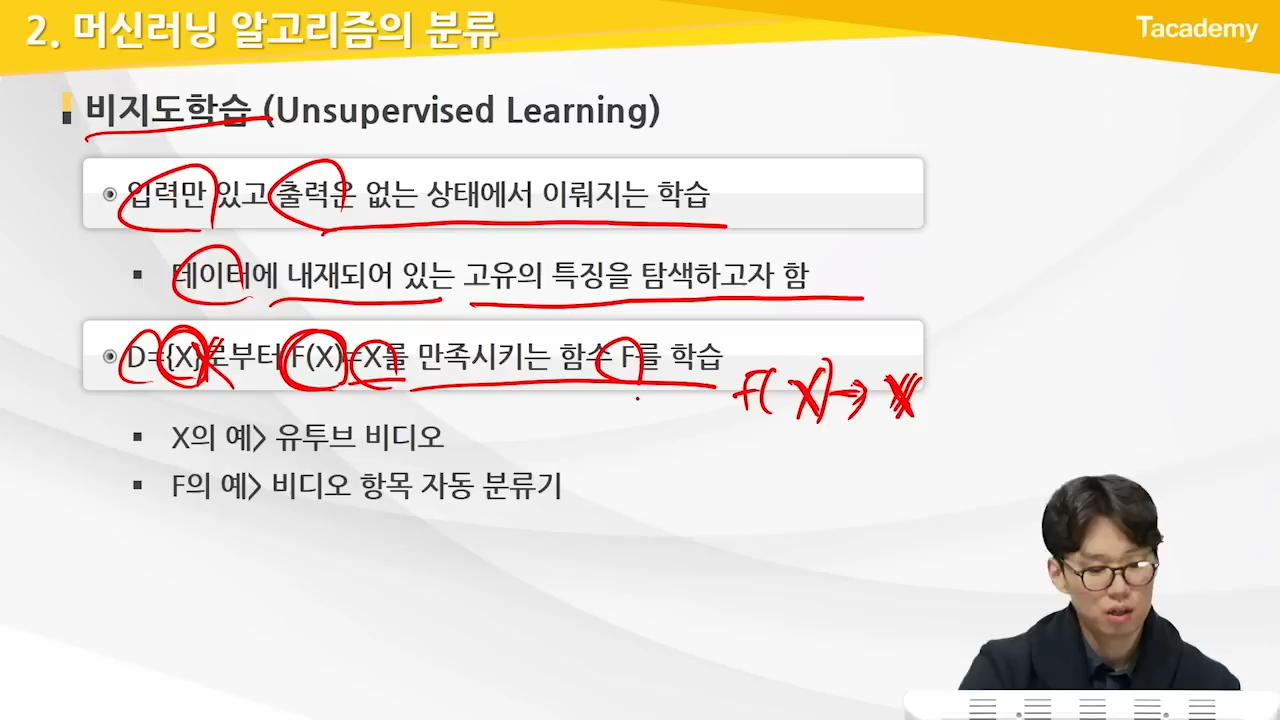 2. 머신러닝 알고리즘의 분류
Tacademy
비지도학습 (Unsupervised Learning)
입력만 있고 출력은 없는 상태에서 이뤄지는 학습
데이터에 내재되어 있는 고유의 특징을 탐색하고자 함
D={X}로부터 F(X)=X를 만족시키는 함수 F를 학습
F(X)→
X의 예> 유투브 비디오
F의 예> 비디오 항목 자동 분류기